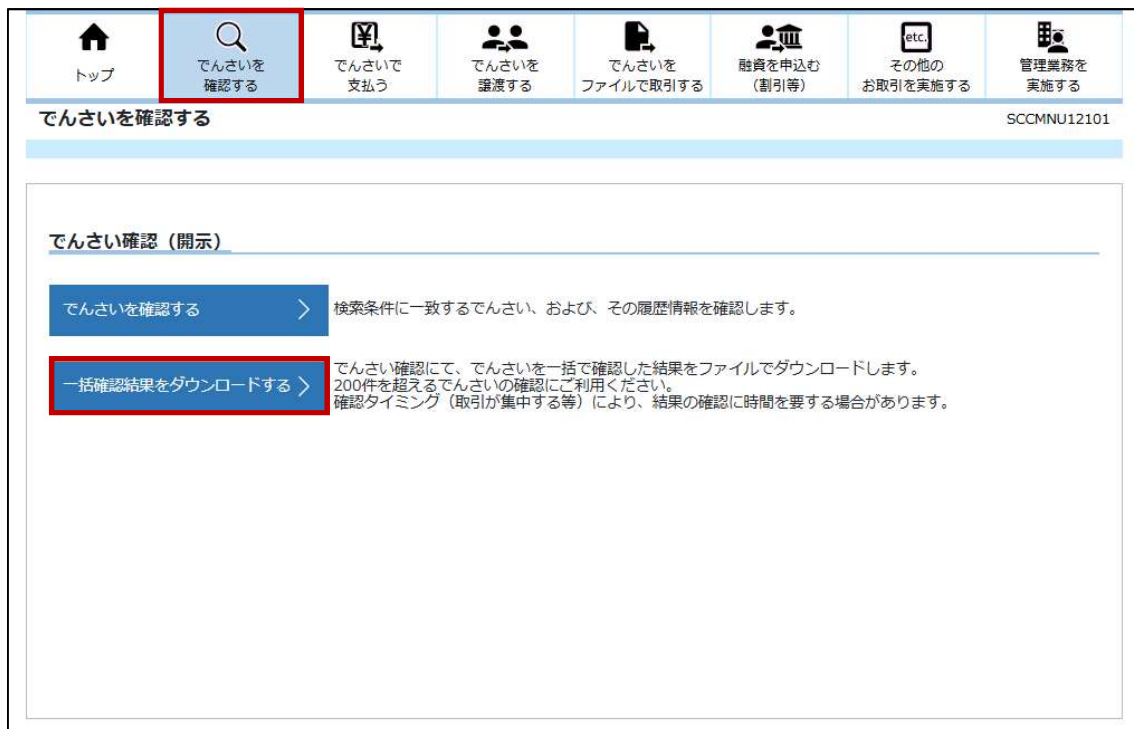 トップ
でんさいを
確認する
でんさいで
支払う
でんさいを
譲渡する
でんさいを
ファイルで取引する
融資を申込む
(割引等)
etc.
その他の
お取引を実施する
管理業務を
実施する
でんさいを確認する
SCCMNU12101
でんさい確認（開示）
でんさいを確認する
検索条件に一致するでんさい、および、その履歴情報を確認します。
一括確認結果をダウンロードする
でんさい確認にて、でんさいを一括で確認した結果をファイルでダウンロードします。
200件を超えるでんさいの確認にご利用ください。
確認タイミング（取引が集中する等）により、結果の確認に時間を要する場合があります。